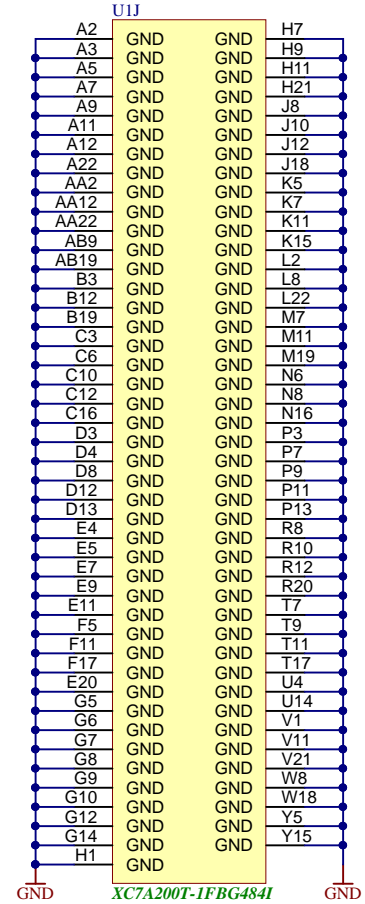 U1J
A2 GND GND H7
A3 GND GND H9
A5 GND GND H11
A7 GND GND H21
A9 GND GND J8
A11 GND GND J10
A12 GND GND J12
A22 GND GND J18
AA2 GND GND K5
AA12 GND GND K7
AA22 GND GND K11
AB9 GND GND K15
AB19 GND GND L2
B3 GND GND L8
B12 GND GND L22
B19 GND GND M7
C3 GND GND M11
C6 GND GND M19
C10 GND GND N6
C12 GND GND N8
C16 GND GND N16
D3 GND GND P3
D4 GND GND P7
D8 GND GND P9
D12 GND GND P11
D13 GND GND P13
E4 GND GND R8
E5 GND GND R10
E7 GND GND R12
E9 GND GND R20
E11 GND GND T7
F5 GND GND T9
F11 GND GND T11
F17 GND GND T17
E20 GND GND U4
G5 GND GND U14
G6 GND GND V1
G7 GND GND V11
G8 GND GND V21
G9 GND GND W8
G10 GND GND W18
G12 GND GND Y5
G14 GND GND Y15
H1 GND
GND XC7A200T-1FBG484I GND